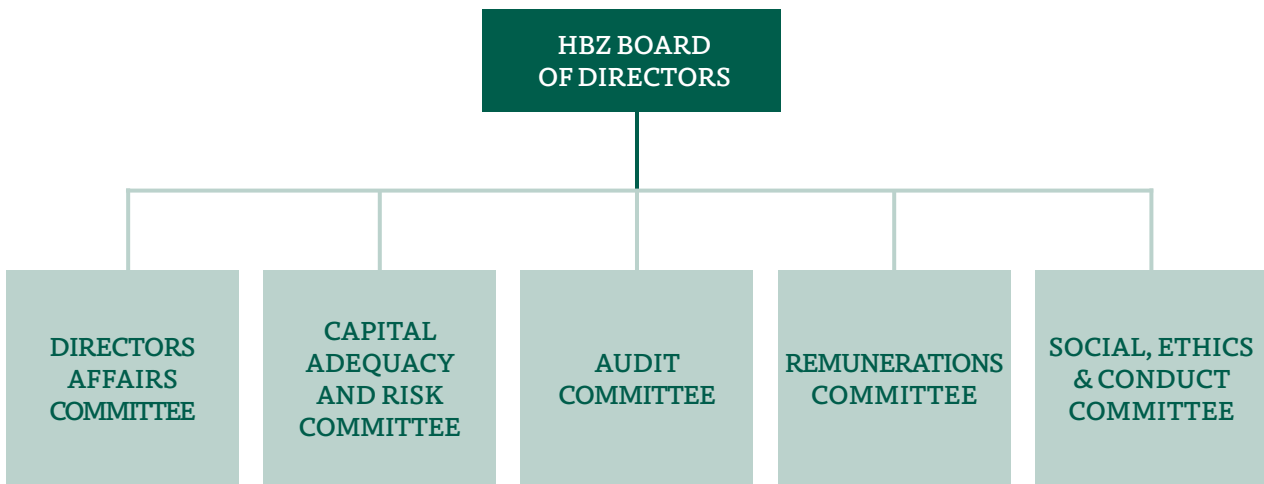 HBZ BOARD
OF DIRECTORS
DIRECTORS
AFFAIRS
COMMITTEE
CAPITAL
ADEQUACY
AND RISK
COMMITTEE
AUDIT
COMMITTEE
REMUNERATIONS
COMMITTEE
SOCIAL, ETHICS
& CONDUCT
COMMITTEE